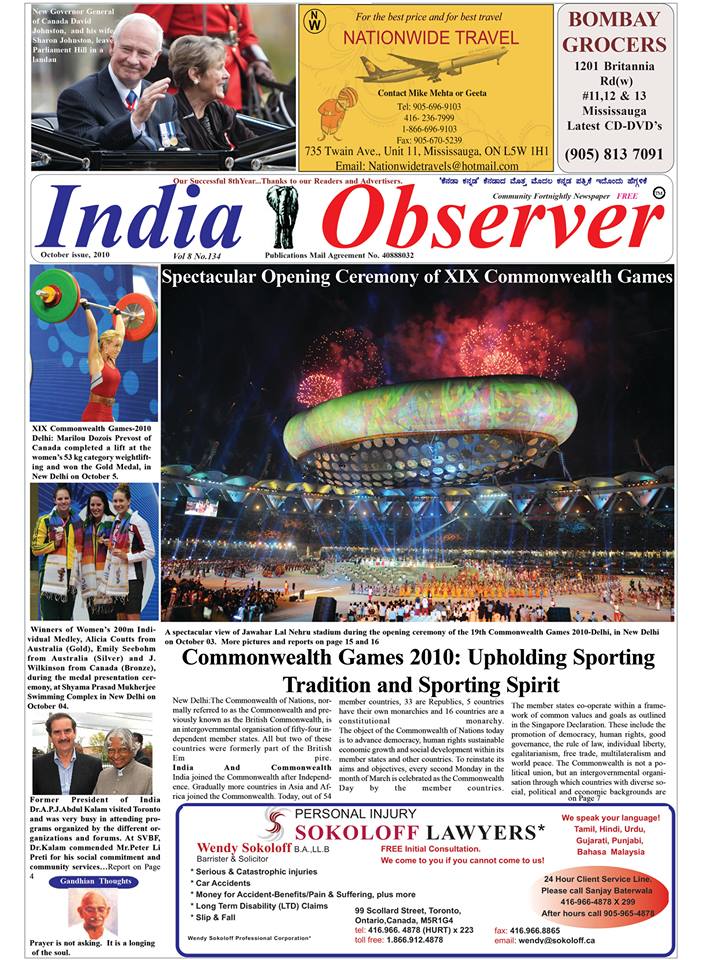 New Governor General
of Canada David
Johnston, and his wife
Sharon Johnston, leave
Parliament Hill in a
landau
N
W
For the best price and for best travel
NATIONWIDE TRAVEL
Contact Mike Mehta or Geeta
Tel: 905-696-9103
416- 236-7999
1-866-696-9103
Fax: 905-670-5239
735 Twain Ave., Unit 11, Mississauga, ON L5W 1H1
Email: Nationwidetravels@hotmail.com
BOMBAY
GROCERS
1201 Britannia
Rd(w)
#11,12 & 13
Mississauga
Latest CD-DVD's
(905) 813 7091
Our Successful 8thYear...Thanks to our Readers and Advertisers.
'ಕೆನಡಾ ಕನ್ನಡ' ಕೆನಡಾದ ಮೊತ್ತ ಮೊದಲ ಕನ್ನಡ ಪತ್ರಿಕೆ ಇದೊಂದು ಹೆಗ್ಗಳಿಕೆ
Community Fortnightly Newspaper FREE
TM
India Observer
October issue, 2010
Vol 8 No.134
Publications Mail Agreement No. 40888032
Spectacular Opening Ceremony of XIX Commonwealth Games
XIX Commonwealth Games-2010
Delhi: Marilou Dozois Prevost of
Canada completed a lift at the
women's 53 kg category weightlift-
ing and won the Gold Medal, in
New Delhi on October 5.
Winners of Women's 200m Indi-
vidual Medley, Alicia Coutts from
Australia (Gold), Emily Seebohm
from Australia (Silver) and J.
Wilkinson from Canada (Bronze),
during the medal presentation cer-
emony, at Shyama Prasad Mukherjee
Swimming Complex in New Delhi on
October 04.
Former President of India
Dr.A.P.J.Abdul Kalam visited Toronto
and was very busy in attending pro-
grams organized by the different or-
ganizations and forums. At SVBF,
Dr.Kalam commended Mr.Peter Li
Preti for his social commitment and
community services…Report on Page
4
Gandhian Thoughts
Prayer is not asking. It is a longing
of the soul.
A spectacular view of Jawahar Lal Nehru stadium during the opening ceremony of the 19th Commonwealth Games 2010-Delhi, in New Delhi
on October 03. More pictures and reports on page 15 and 16
Commonwealth Games 2010: Upholding Sporting
Tradition and Sporting Spirit
New Delhi:The Commonwealth of Nations, nor-
mally referred to as the Commonwealth and pre-
viously known as the British Commonwealth, is
an intergovernmental organisation of fifty-four in-
dependent member states. All but two of these
countries were formerly part of the British
Em pire.
India And Commonwealth
India joined the Commonwealth after Independ-
ence. Gradually more countries in Asia and Af-
rica joined the Commonwealth. Today, out of 54
member countries, 33 are Republics, 5 countries
have their own monarchies and 16 countries are a
constitutional monarchy.
The object of the Commonwealth of Nations today
is to advance democracy, human rights sustainable
economic growth and social development within its
member states and other countries. To reinstate its
aims and objectives, every second Monday in the
month of March is celebrated as the Commonwealth
Day by the member countries.
The member states co-operate within a frame-
work of common values and goals as outlined
in the Singapore Declaration. These include the
promotion of democracy, human rights, good
governance, the rule of law, individual liberty,
egalitarianism, free trade, multilateralism and
world peace. The Commonwealth is not a po-
litical union, but an intergovernmental organi-
sation through which countries with diverse so-
cial, political and economic backgrounds are
on Page 7
PERSONAL INJURY
SOKOLOFF LAWYERS*
Wendy Sokoloff B.A.,LL.B
Barrister & Solicitor
FREE Initial Consultation.
We come to you if you cannot come to us!
* Serious & Catastrophic injuries
* Car Accidents
* Money for Accident-Benefits/Pain & Suffering, plus more
* Long Term Disability (LTD) Claims
* Slip & Fall
Wendy Sokoloff Professional Corporation*
99 Scollard Street, Toronto,
Ontario,Canada, M5R1G4
tel: 416.966. 4878 (HURT) x 223
toll free: 1.866.912.4878
fax: 416.966.8865
email: wendy@sokoloff.ca
We speak your language!
Tamil, Hindi, Urdu,
Gujarati, Punjabi,
Bahasa Malaysia
24 Hour Client Service Line.
Please call Sanjay Baterwala
416-966-4878 X 299
After hours call 905-965-4878